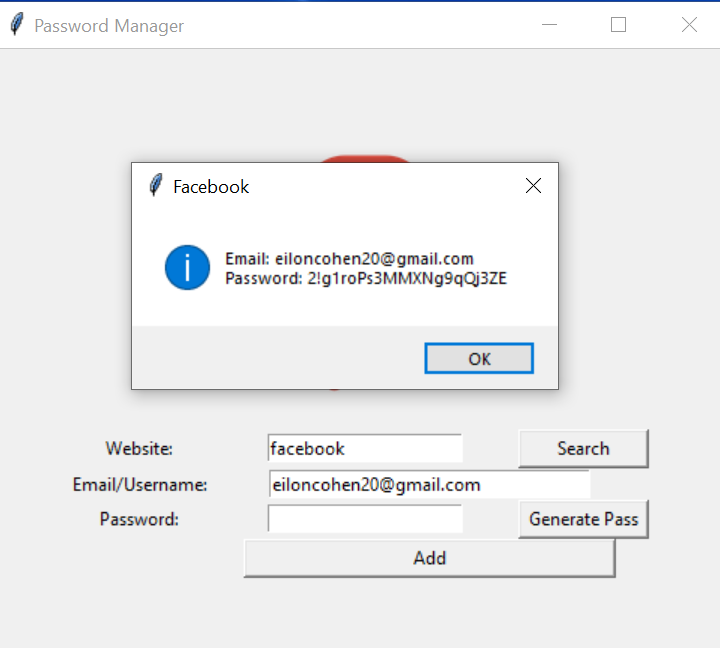 Password Manager
Facebook
Email: eiloncohen20@gmail.com
Password: 2!g1roPs3MMXNg9qQj3ZE
OK
Website:
facebook
Search
Email/Username:
eiloncohen20@gmail.com
Password:
Generate Pass
Add